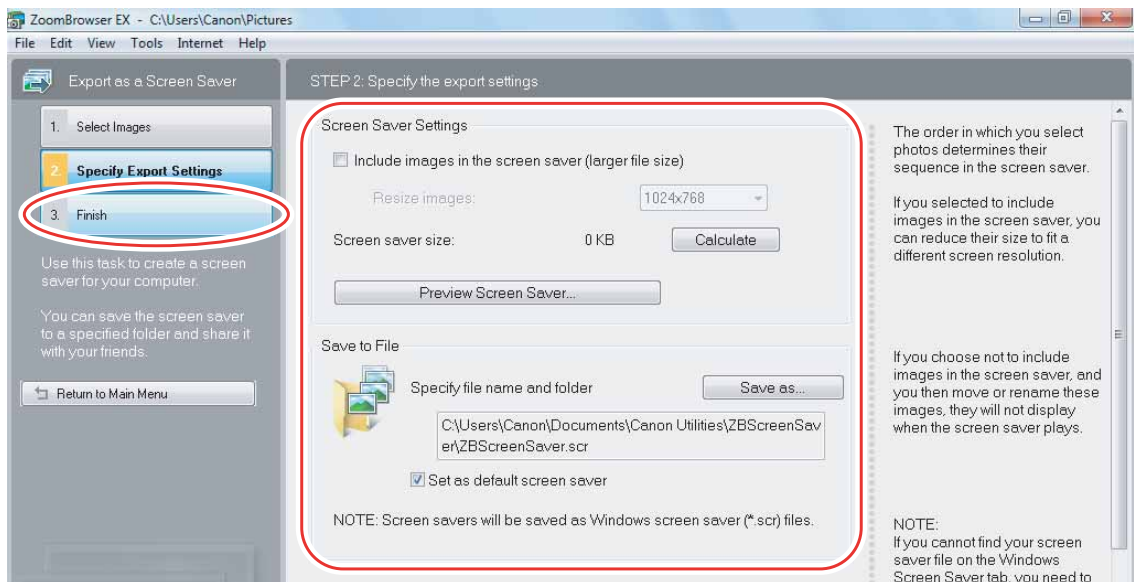 ZoomBrowser EX - C:\Users\Canon\Pictures
File Edit View Tools Internet Help
Export as a Screen Saver
1. Select Images
2. Specify Export Settings
3. Finish
Use this task to create a screen
saver for your computer.
You can save the screen saver
to a specified folder and share it
with your friends.
Return to Main Menu
STEP 2: Specify the export settings
Screen Saver Settings
Include images in the screen saver (larger file size)
Resize images: 1024x768
Screen saver size: 0 KB Calculate
Preview Screen Saver...
Save to File
Specify file name and folder Save as...
C:\Users\Canon\Documents\Canon Utilities\ZBScreenSav
er\ZBScreenSaver.scr
Set as default screen saver
NOTE: Screen savers will be saved as Windows screen saver (*.scr) files.
The order in which you select
photos determines their
sequence in the screen saver.
If you selected to include
images in the screen saver, you
can reduce their size to fit a
different screen resolution.
If you choose not to include
images in the screen saver, and
you then move or rename these
images, they will not display
when the screen saver plays.
NOTE:
If you cannot find your screen
saver file on the Windows
Screen Saver tab, you need to